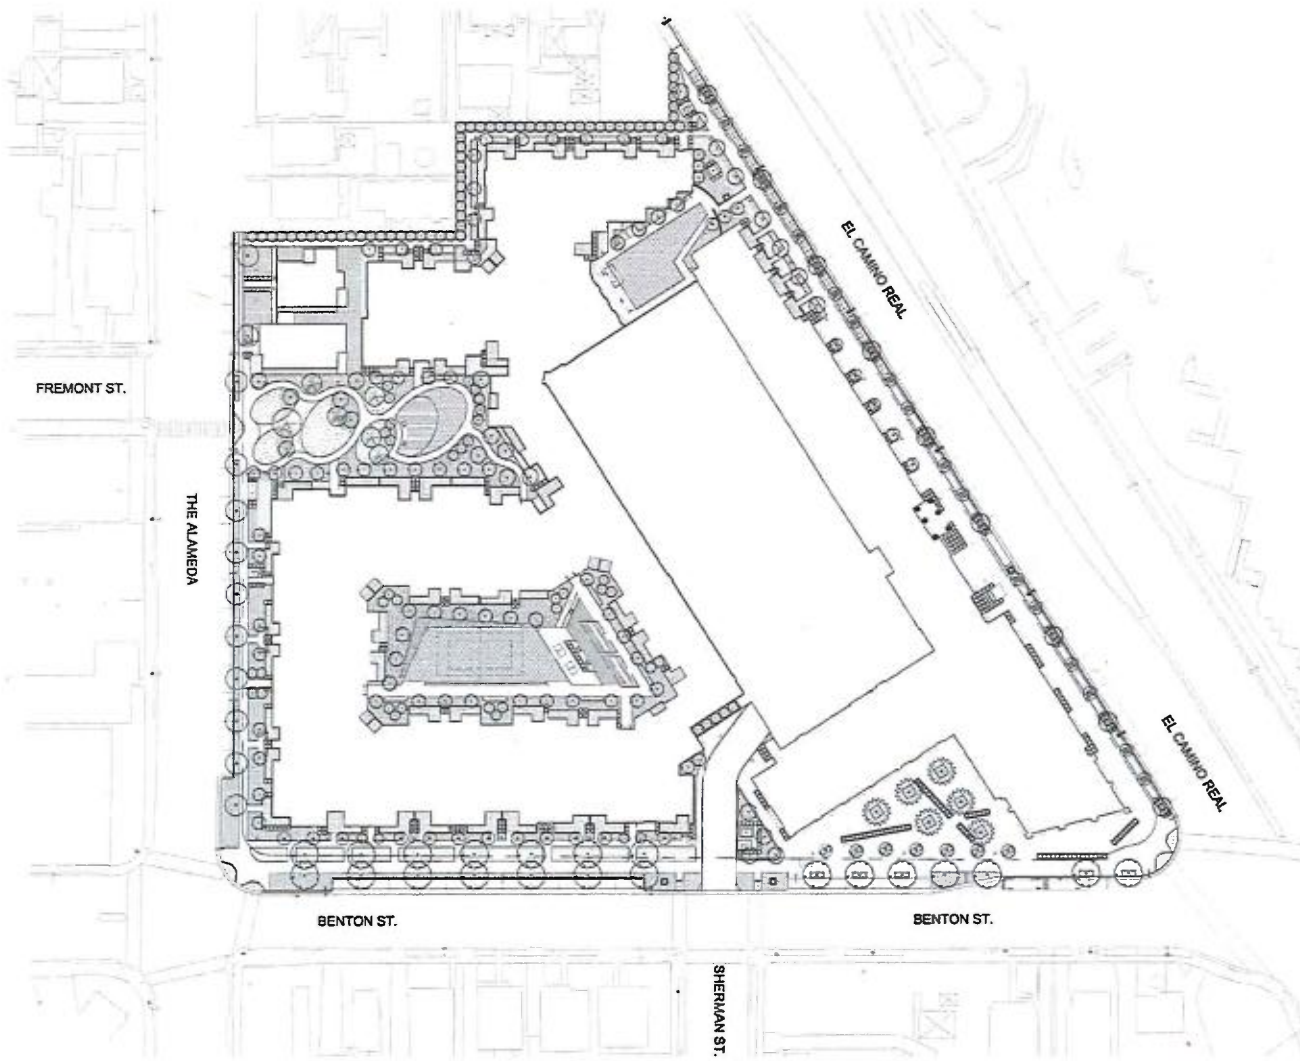 EL CAMINO REAL
FREMONT ST.
THE ALAMEDA
EL CAMINO REAL
BENTON ST.
BENTON ST.
SHERMAN ST.